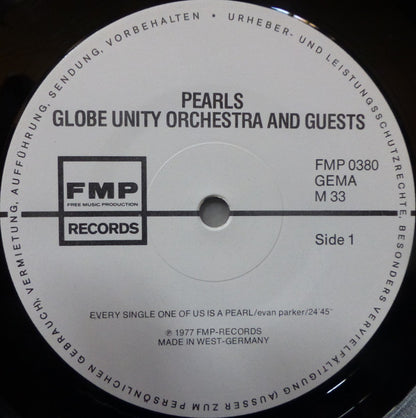 URHEBER- UND LEISTUNGSSCHUTZRECHTE, BESONDERS VERVIELFÄLTIGUNG (AUSSER ZUM PERSÖNLICHEN GEBRAUCH), VERMIETUNG, AUFFÜHRUNG, SENDUNG, VORBEHALTEN •
PEARLS
GLOBE UNITY ORCHESTRA AND GUESTS
FMP
FREE MUSIC PRODUCTION
RECORDS
FMP 0380
GEMA
M 33
Side 1
EVERY SINGLE ONE OF US IS A PEARL/evan parker/24'45"
℗ 1977 FMP-RECORDS
MADE IN WEST-GERMANY